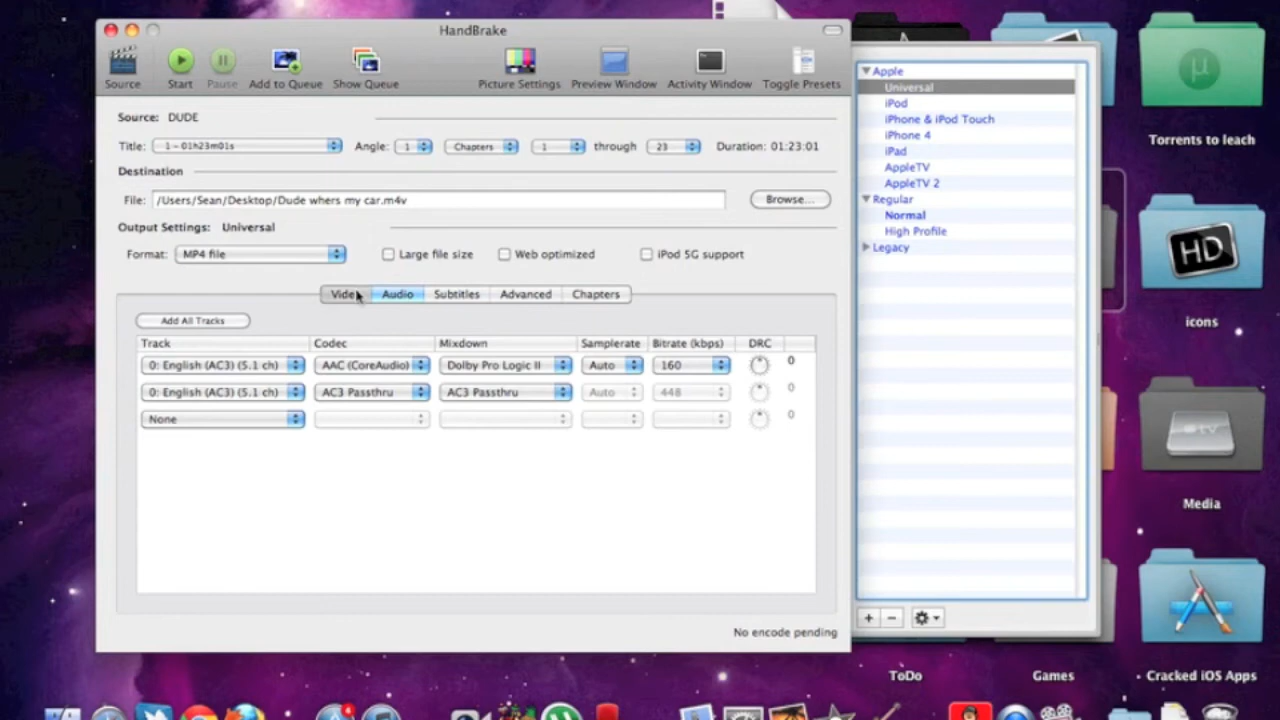 HandBrake
Source Start Pause Add to Queue Show Queue Picture Settings Preview Window Activity Window Toggle Presets
Source: DUDE
Title: 1 - 01h23m01s Angle: 1 Chapters 1 through 23 Duration: 01:23:01
Destination
File: /Users/Sean/Desktop/Dude whers my car.m4v Browse...
Output Settings: Universal
Format: MP4 file Large file size Web optimized iPod 5G support
Video Audio Subtitles Advanced Chapters
Add All Tracks
Track Codec Mixdown Samplerate Bitrate (kbps) DRC
0: English (AC3) (5.1 ch) AAC (CoreAudio) Dolby Pro Logic II Auto 160 0
0: English (AC3) (5.1 ch) AC3 Passthru AC3 Passthru Auto 448 0
None 0
No encode pending
Apple
Universal
iPod
iPhone & iPod Touch
iPhone 4
iPad
AppleTV
AppleTV 2
Regular
Normal
High Profile
Legacy
+ −
µ
Torrents to leach
HD
icons
tv
Media
ToDo
Games
Cracked iOS Apps
4